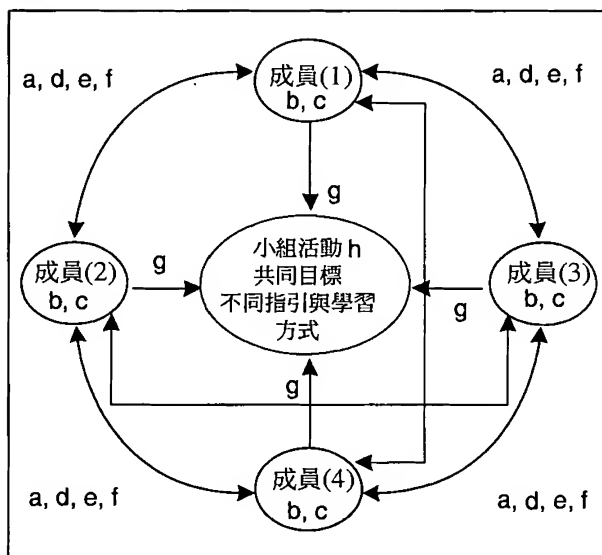 成員(1)
b, c
a, d, e, f
a, d, e, f
g
成員(2)
b, c
g
小組活動 h
共同目標
不同指引與學習
方式
g
成員(3)
b, c
g
成員(4)
b, c
a, d, e, f
a, d, e, f